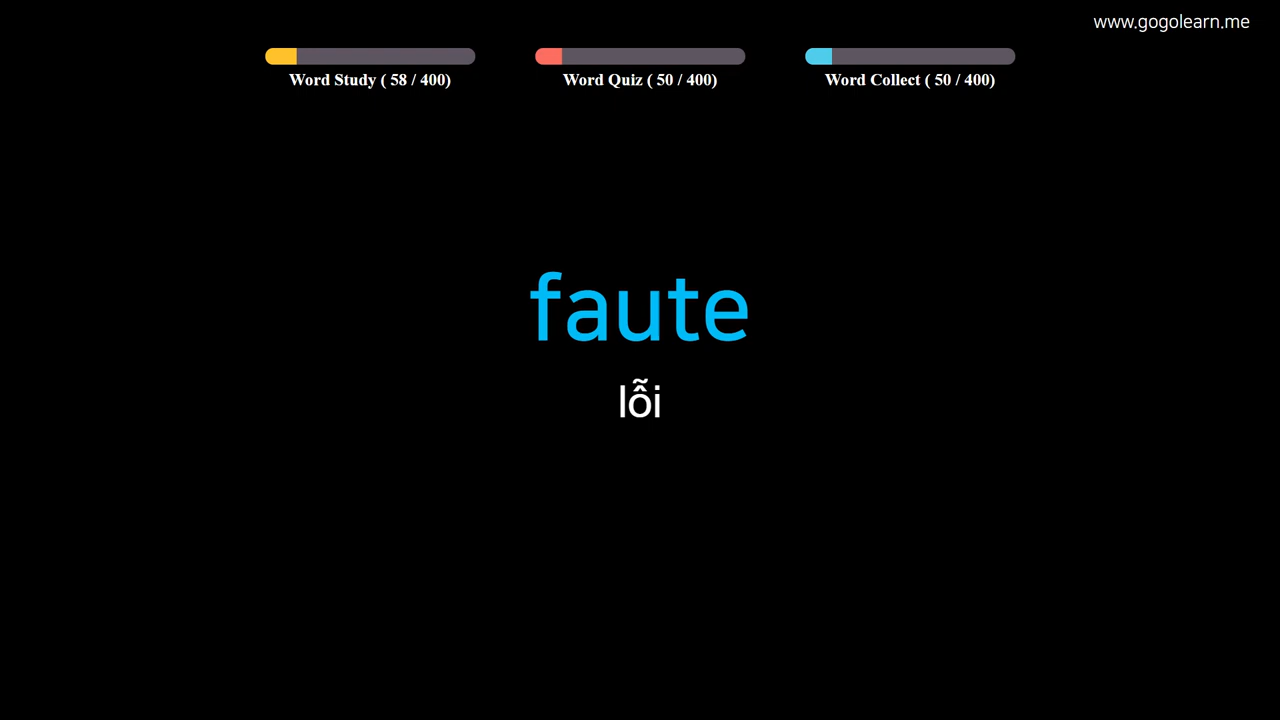 www.gogolearn.me
Word Study ( 58 / 400)
Word Quiz ( 50 / 400)
Word Collect ( 50 / 400)
faute
lỗi